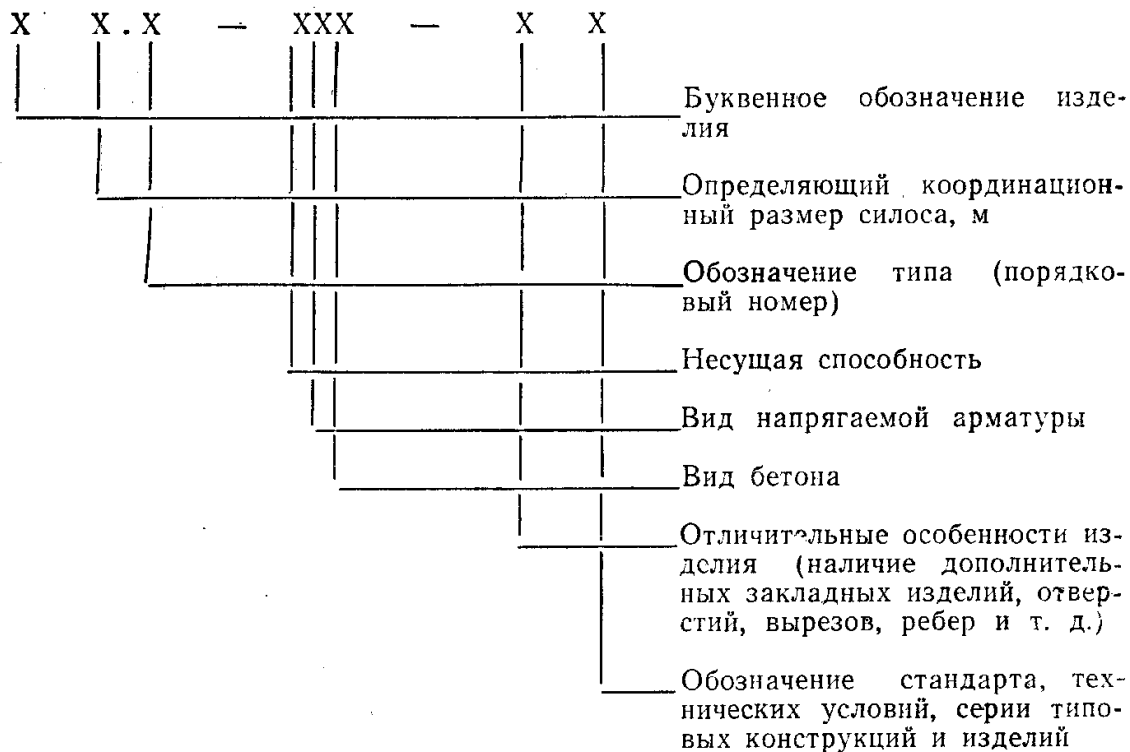 X X . X — XXX — X X
Буквенное обозначение изде-
лия
Определяющий координацион-
ный размер силоса, м
Обозначение типа (порядко-
вый номер)
Несущая способность
Вид напрягаемой арматуры
Вид бетона
Отличительные особенности из-
делия (наличие дополнитель-
ных закладных изделий, отвер-
стий, вырезов, ребер и т. д.)
Обозначение стандарта, тех-
нических условий, серии типо-
вых конструкций и изделий